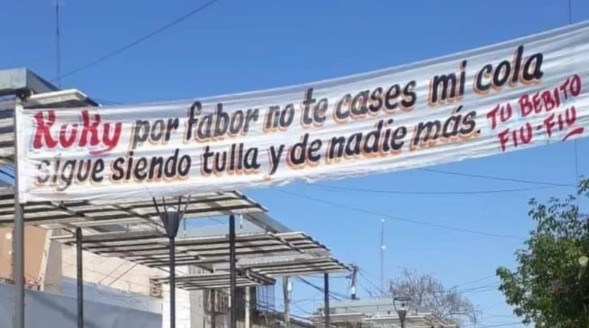 Kuky por fabor no te cases mi cola
sigue siendo tulla y de nadie más.
TU BEBITO
FIU-FIU